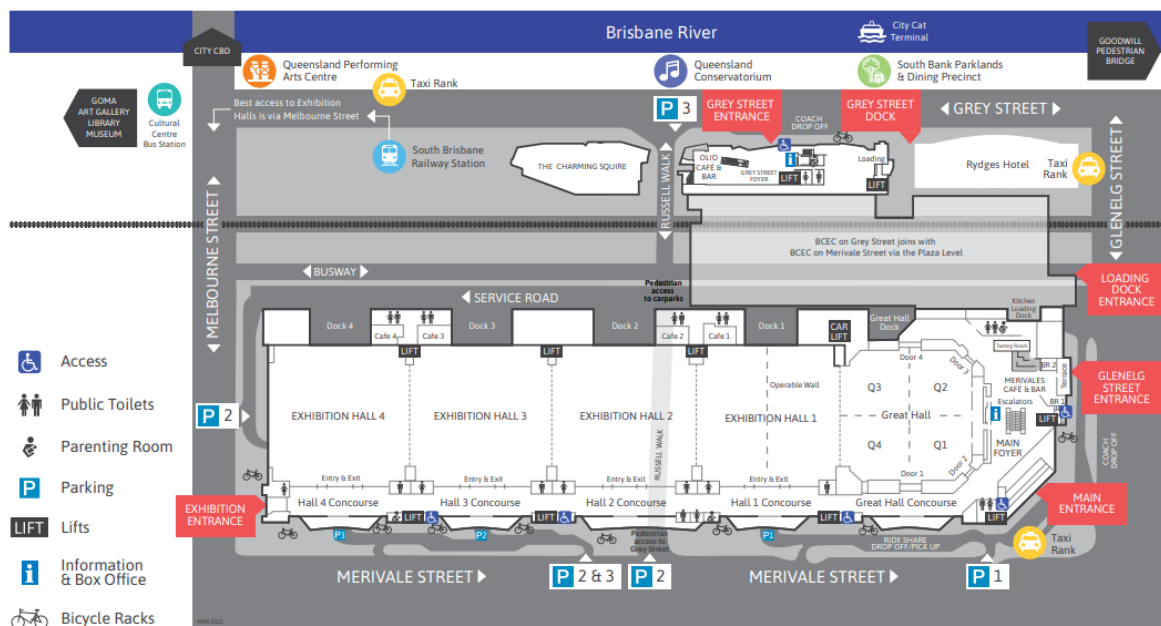 Brisbane River
City Cat
Terminal
CITY CBD
GOODWILL
PEDESTRIAN
BRIDGE
Queensland Performing
Arts Centre
Taxi Rank
Queensland
Conservatorium
South Bank Parklands
& Dining Precinct
GOMA
ART GALLERY
LIBRARY
MUSEUM
Cultural
Centre
Bus Station
Best access to Exhibition
Halls is via Melbourne Street
P 3
GREY STREET
ENTRANCE
GREY STREET
DOCK
COACH
DROP OFF
GREY STREET
South Brisbane
Railway Station
THE CHARMING SQUIRE
RUSSELL WALK
OLIO
CAFÉ &
BAR
GREY STREET
FOYER
LIFT
Loading
LIFT
Rydges Hotel
Taxi
Rank
GLENELG STREET
MELBOURNE STREET
BCEC on Grey Street joins with
BCEC on Merivale Street via the Plaza Level
BUSWAY
SERVICE ROAD
Pedestrian
access
to carparks
LOADING
DOCK
ENTRANCE
Dock 4
Cafe 4
Cafe 3
Dock 3
Dock 2
Cafe 2
Cafe 1
Dock 1
CAR
LIFT
Great Hall
Dock
Kitchen
Loading
Dock
LIFT
LIFT
LIFT
Door 4
Door 3
Tasting Room
BR 2
Terrace
MERIVALES
CAFÉ & BAR
BR 1
GLENELG
STREET
ENTRANCE
Operable Wall
Q3
Q2
Escalators
LIFT
P 2
EXHIBITION HALL 4
EXHIBITION HALL 3
EXHIBITION HALL 2
EXHIBITION HALL 1
Great Hall
RUSSELL WALK
Q4
Q1
MAIN
FOYER
COACH
DROP OFF
Door 1
Door 2
Entry & Exit
Entry & Exit
Entry & Exit
Entry & Exit
EXHIBITION
ENTRANCE
Hall 4 Concourse
Hall 3 Concourse
Hall 2 Concourse
Hall 1 Concourse
Great Hall Concourse
MAIN
ENTRANCE
LIFT
LIFT
LIFT
LIFT
P3
P2
P1
Pedestrian
access to
Grey Street
RIDE SHARE
DROP OFF/PICK UP
Taxi
Rank
MERIVALE STREET
P 2 & 3
P 2
MERIVALE STREET
P 1
Access
Public Toilets
Parenting Room
P Parking
LIFT Lifts
i Information
& Box Office
Bicycle Racks
MAR 2022